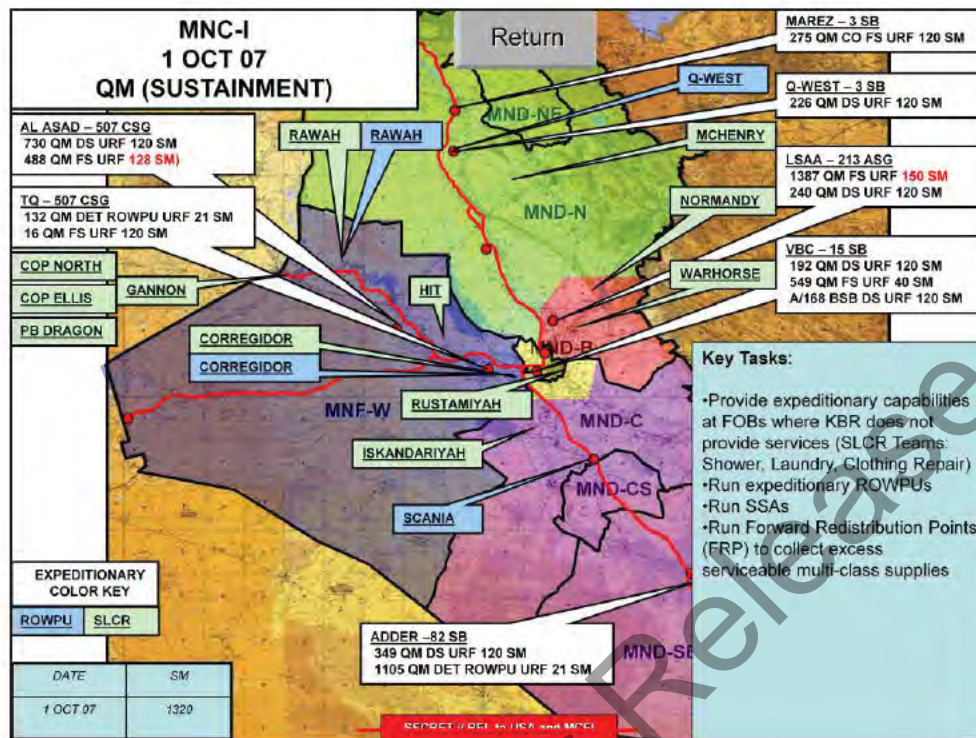 MNC-I
1 OCT 07
QM (SUSTAINMENT)
Return
MAREZ – 3 SB
275 QM CO FS URF 120 SM
Q-WEST
Q-WEST – 3 SB
226 QM DS URF 120 SM
AL ASAD – 507 CSG
730 QM DS URF 120 SM
488 QM FS URF 128 SM)
RAWAH
RAWAH
MND-NE
MCHENRY
LSAA – 213 ASG
1387 QM FS URF 150 SM
240 QM DS URF 120 SM
TQ – 507 CSG
132 QM DET ROWPU URF 21 SM
16 QM FS URF 120 SM
MND-N
NORMANDY
VBC – 15 SB
192 QM DS URF 120 SM
549 QM FS URF 40 SM
A/168 BSB DS URF 120 SM
COP NORTH
COP ELLIS
PB DRAGON
GANNON
HIT
WARHORSE
CORREGIDOR
CORREGIDOR
MND-B
MNF-W
RUSTAMIYAH
MND-C
ISKANDARIYAH
MND-CS
SCANIA
Key Tasks:
•Provide expeditionary capabilities
at FOBs where KBR does not
provide services (SLCR Teams:
Shower, Laundry, Clothing Repair)
•Run expeditionary ROWPUs
•Run SSAs
•Run Forward Redistribution Points
(FRP) to collect excess
serviceable multi-class supplies
EXPEDITIONARY
COLOR KEY
ROWPU SLCR
ADDER –82 SB
349 QM DS URF 120 SM
1105 QM DET ROWPU URF 21 SM
MND-SE
DATE SM
1 OCT 07 1320
SECRET // REL to USA and MCFI
Release